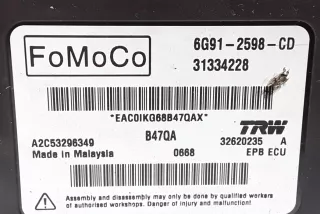 FoMoCo
6G91-2598-CD
31334228
*EAC0IKG68B47QAX*
B47QA
TRW
A2C53296349
32620235 A
Made in Malaysia
0668
EPB ECU
Assembly and disassembly may only be done by qualified workers
of authorised workshops. Danger of injury and malfunction!